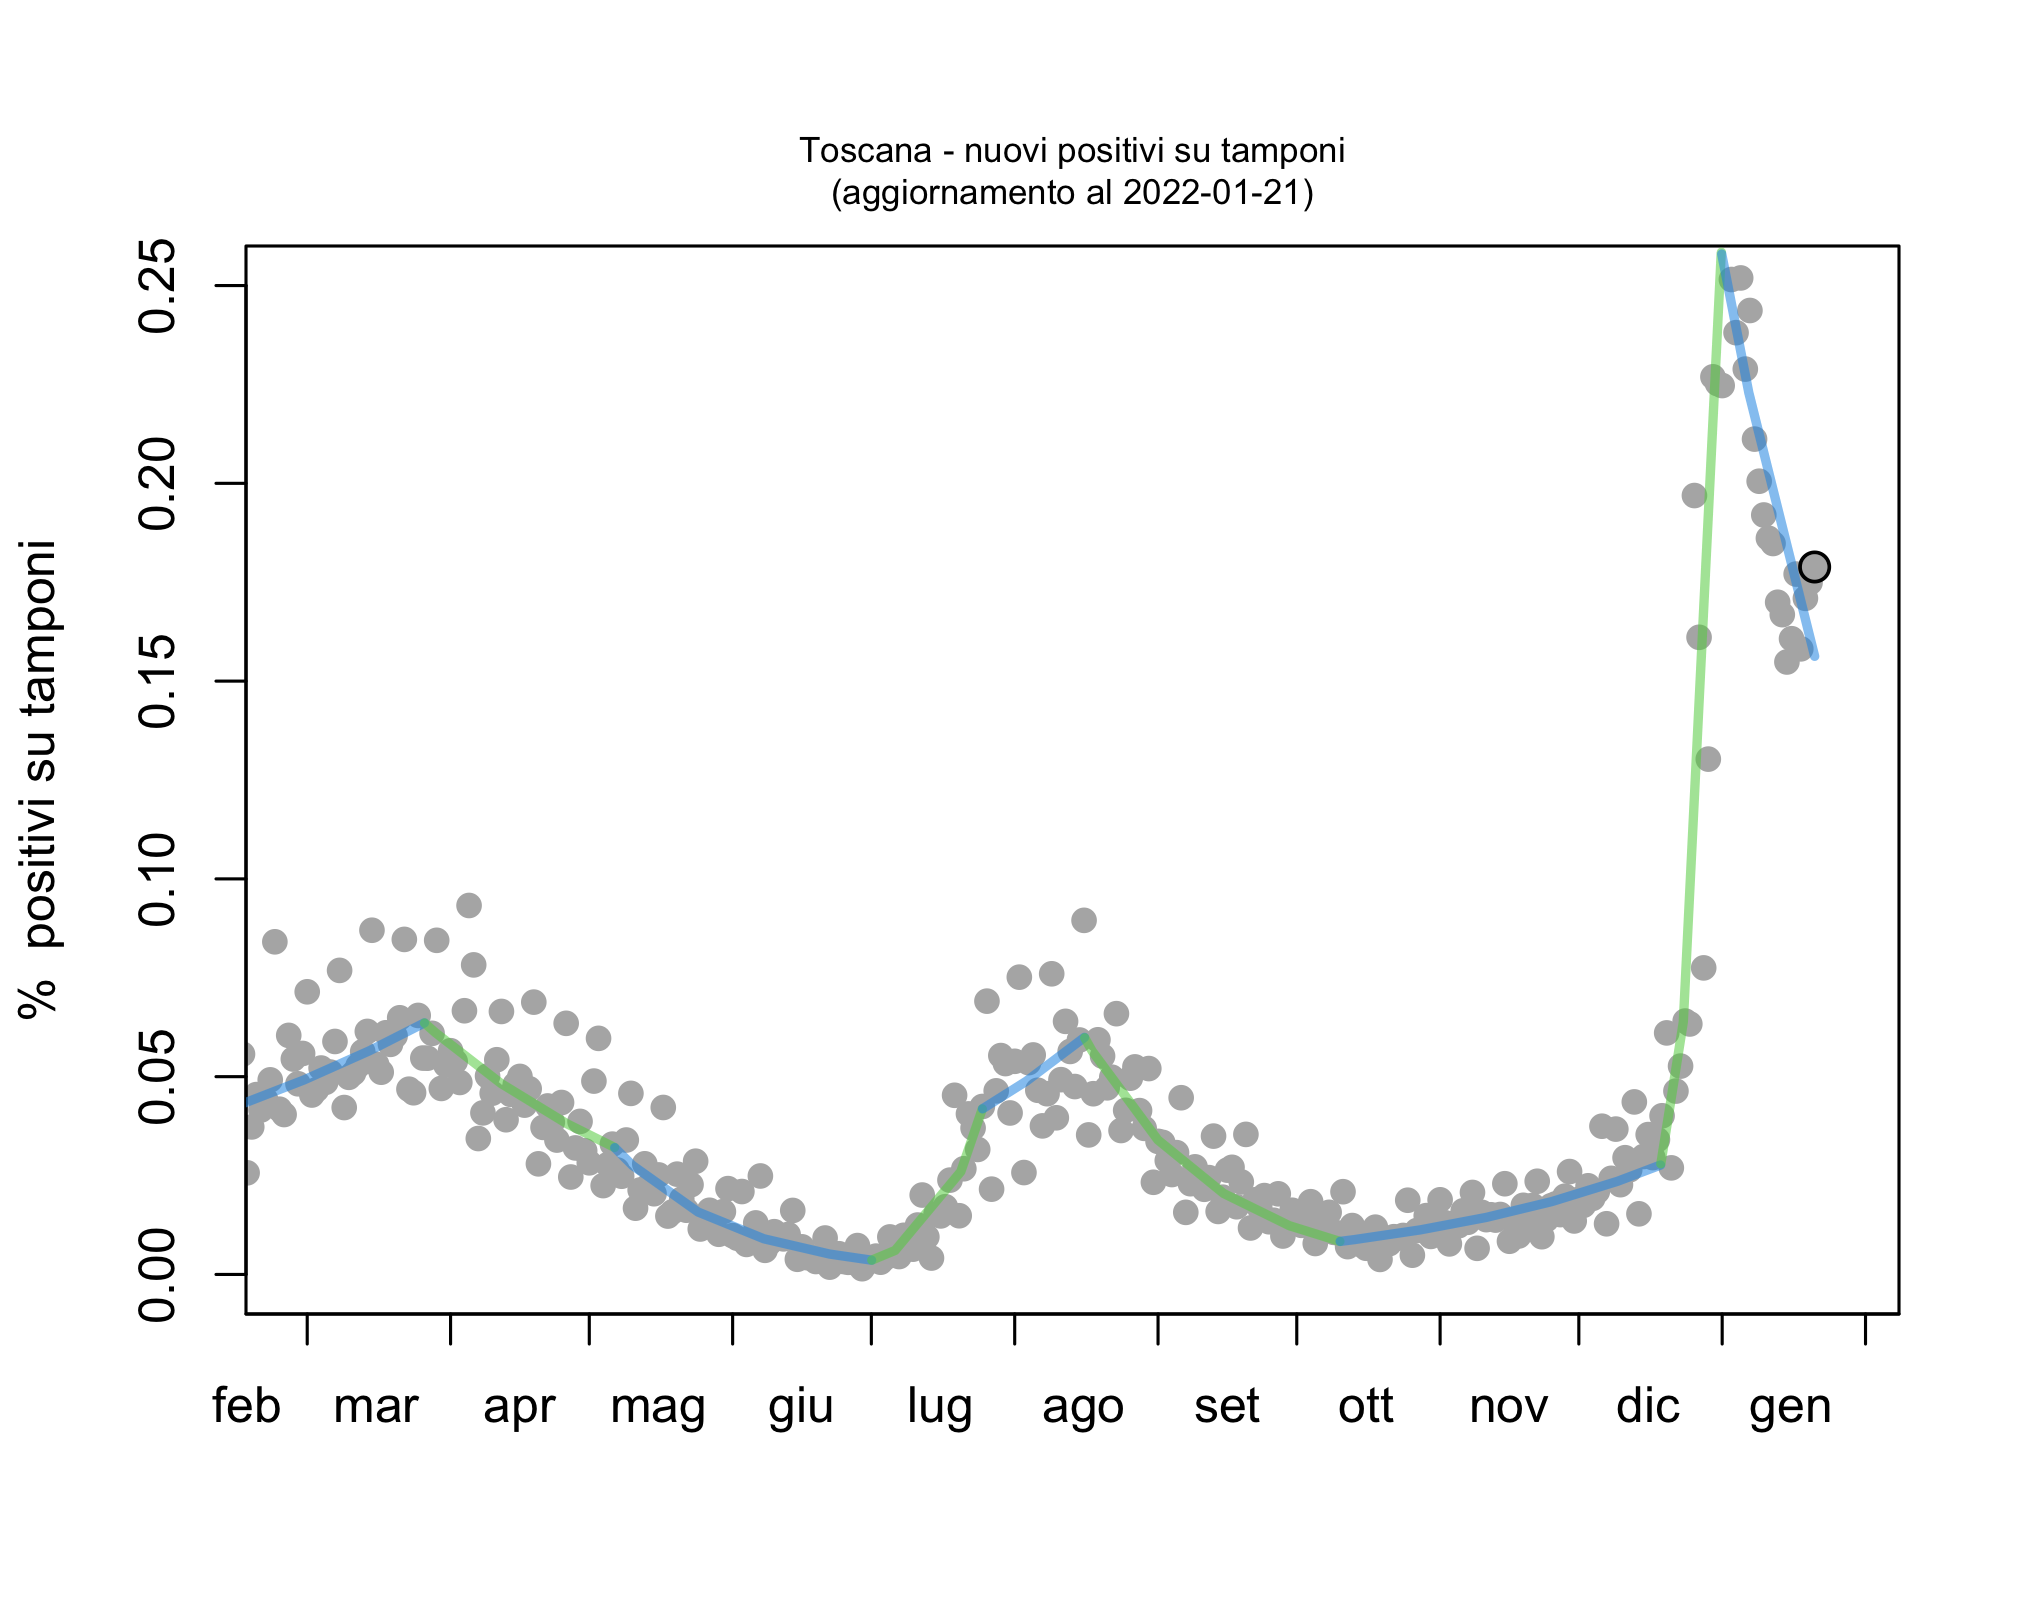 Toscana - nuovi positivi su tamponi
(aggiornamento al 2022-01-21)
% positivi su tamponi
0.25
0.20
0.15
0.10
0.05
0.00
feb mar apr mag giu lug ago set ott nov dic gen